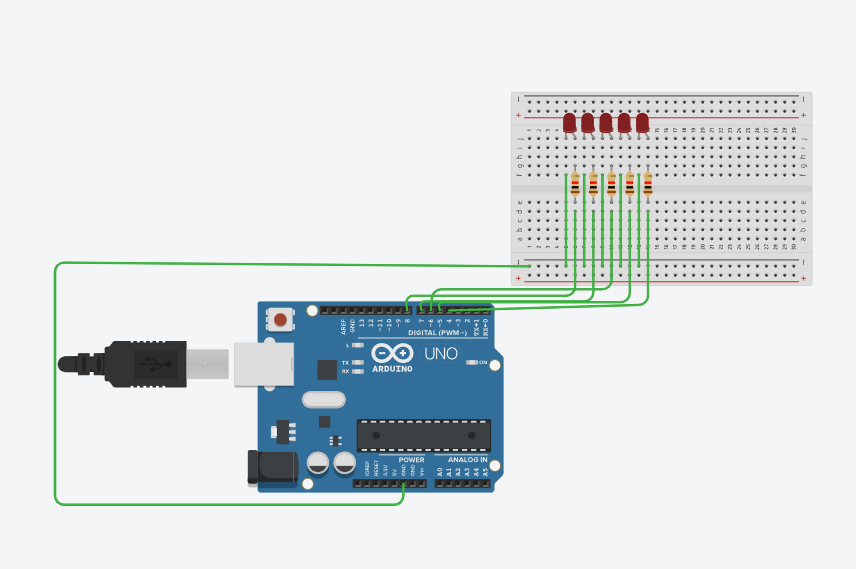 j
i
h
g
f
e
d
c
b
a
AREF
GND
13
12
~11
~10
~9
8
7
~6
~5
4
~3
2
TX→1
RX←0
DIGITAL (PWM~)
L
TX
RX
UNO
ON
ARDUINO
POWER
ANALOG IN
IOREF
RESET
3.3V
5V
GND
GND
Vin
A0
A1
A2
A3
A4
A5